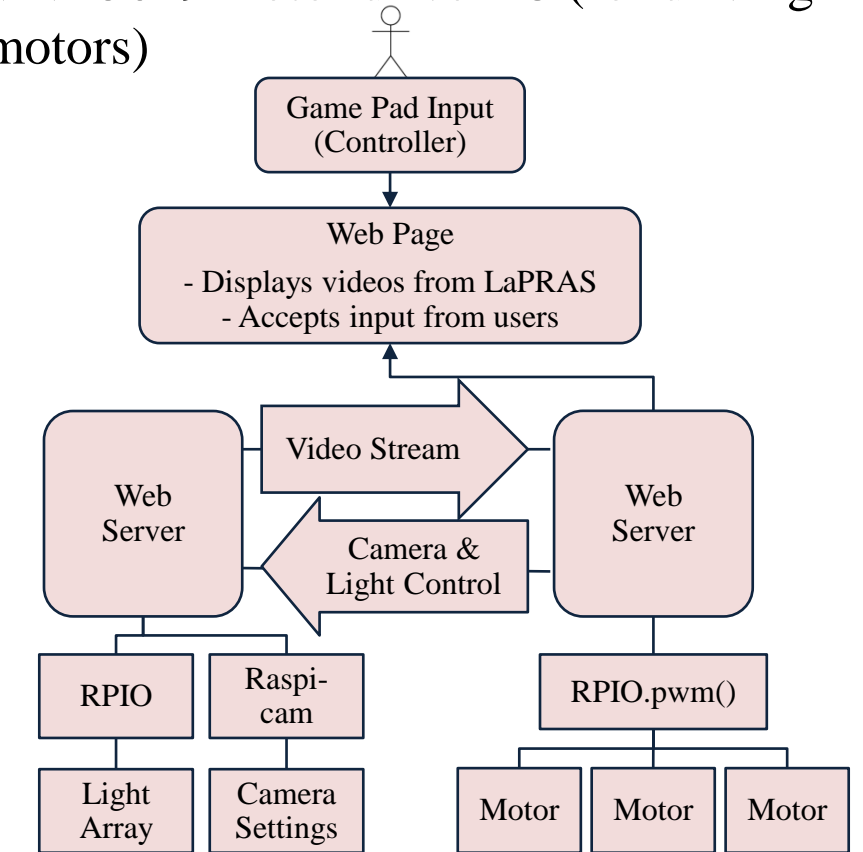 motors)
Game Pad Input
(Controller)
Web Page
- Displays videos from LaPRAS
- Accepts input from users
Video Stream
Web
Server
Web
Server
Camera &
Light Control
RPIO
Raspi-
cam
RPIO.pwm()
Light
Array
Camera
Settings
Motor
Motor
Motor